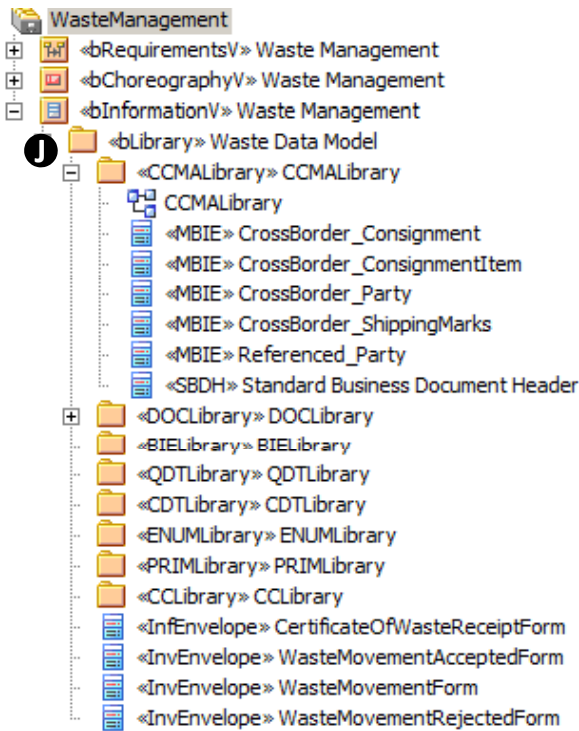 WasteManagement
«bRequirementsV» Waste Management
«bChoreographyV» Waste Management
«bInformationV» Waste Management
J «bLibrary» Waste Data Model
«CCMALibrary» CCMALibrary
CCMALibrary
«MBIE» CrossBorder_Consignment
«MBIE» CrossBorder_ConsignmentItem
«MBIE» CrossBorder_Party
«MBIE» CrossBorder_ShippingMarks
«MBIE» Referenced_Party
«SBDH» Standard Business Document Header
«DOCLibrary» DOCLibrary
«BIELibrary» BIELibrary
«QDTLibrary» QDTLibrary
«CDTLibrary» CDTLibrary
«ENUMLibrary» ENUMLibrary
«PRIMLibrary» PRIMLibrary
«CCLibrary» CCLibrary
«InfEnvelope» CertificateOfWasteReceiptForm
«InvEnvelope» WasteMovementAcceptedForm
«InvEnvelope» WasteMovementForm
«InvEnvelope» WasteMovementRejectedForm